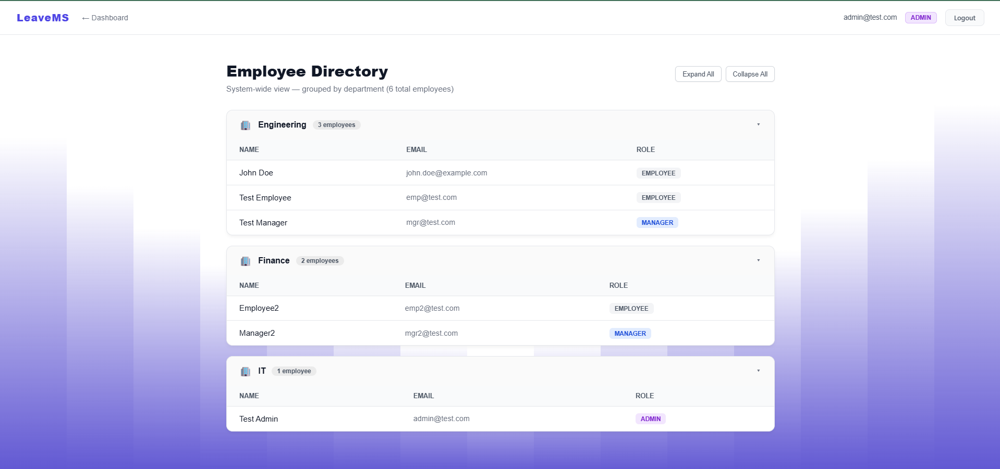 LeaveMS ← Dashboard admin@test.com ADMIN Logout
Employee Directory
Expand All Collapse All
System-wide view — grouped by department (6 total employees)
Engineering 3 employees
NAME EMAIL ROLE
John Doe john.doe@example.com EMPLOYEE
Test Employee emp@test.com EMPLOYEE
Test Manager mgr@test.com MANAGER
Finance 2 employees
NAME EMAIL ROLE
Employee2 emp2@test.com EMPLOYEE
Manager2 mgr2@test.com MANAGER
IT 1 employee
NAME EMAIL ROLE
Test Admin admin@test.com ADMIN